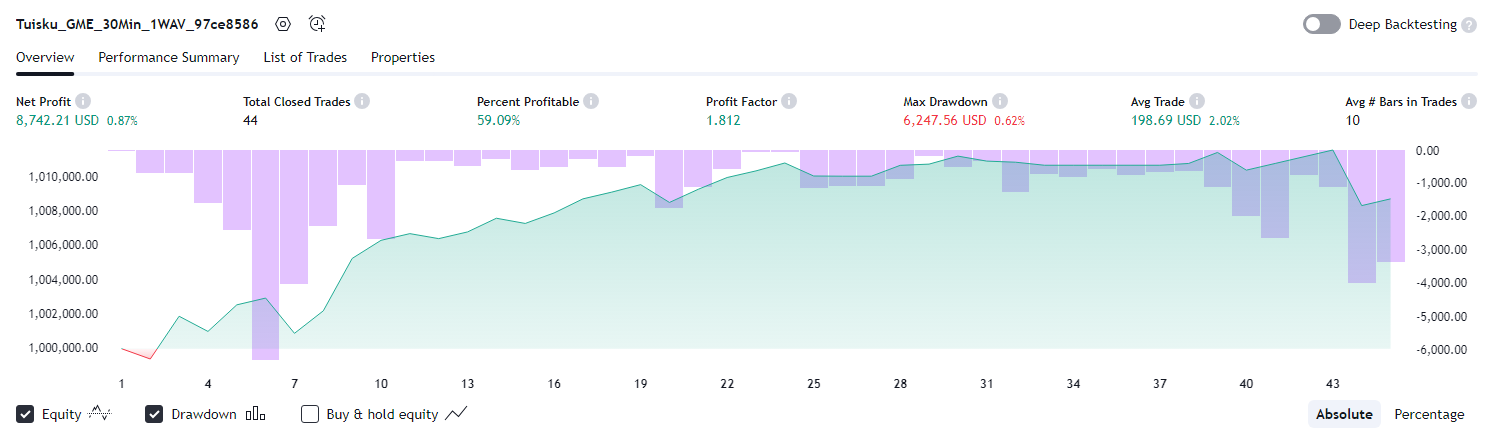 Tuisku_GME_30Min_1WAV_97ce8586
Deep Backtesting ?
Overview Performance Summary List of Trades Properties
Net Profit i Total Closed Trades i Percent Profitable i Profit Factor i Max Drawdown i Avg Trade i Avg # Bars in Trades i
8,742.21 USD 0.87% 44 59.09% 1.812 6,247.56 USD 0.62% 198.69 USD 2.02% 10
0.00
1,010,000.00 -1,000.00
1,008,000.00 -2,000.00
1,006,000.00 -3,000.00
1,004,000.00 -4,000.00
1,002,000.00 -5,000.00
1,000,000.00 -6,000.00
1 4 7 10 13 16 19 22 25 28 31 34 37 40 43
Equity Drawdown Buy & hold equity Absolute Percentage